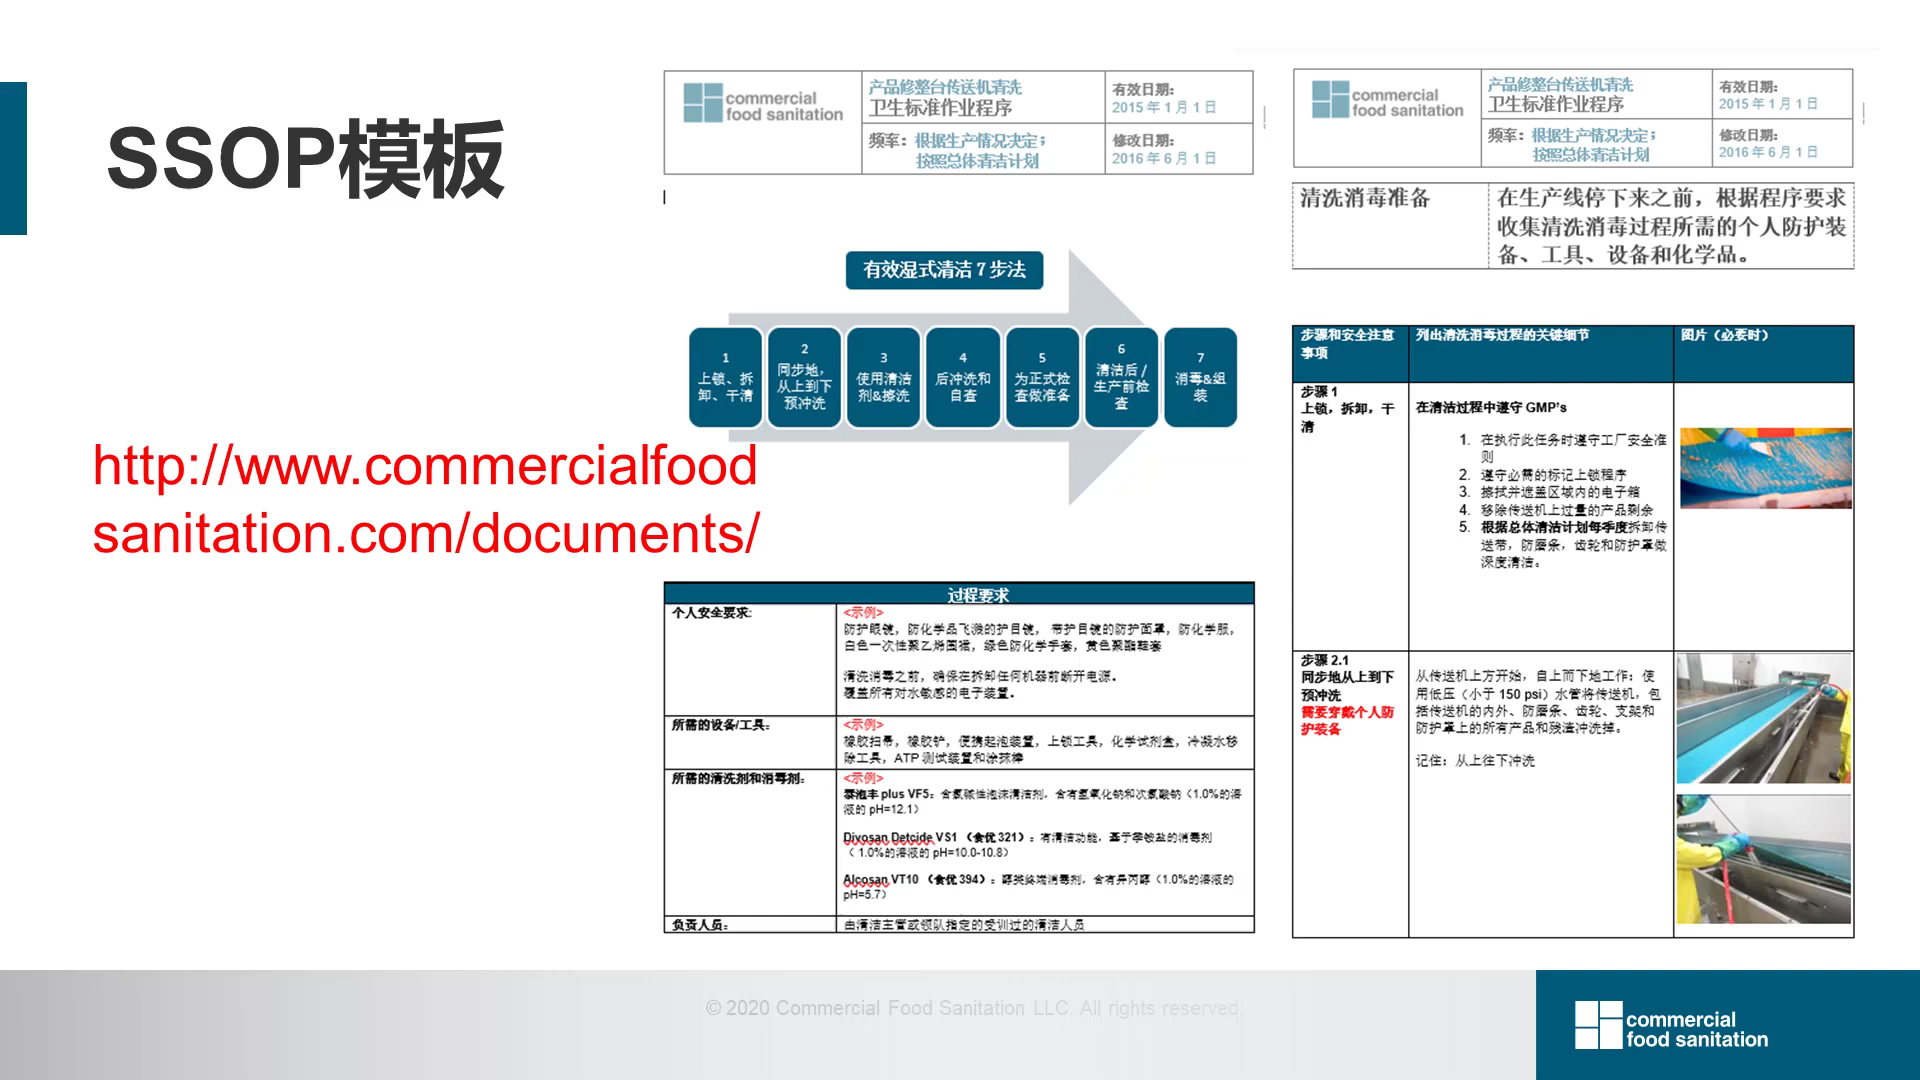 SSOP模板
http://www.commercialfood
sanitation.com/documents/
commercial
food sanitation
产品修整台传送机清洗
卫生标准作业程序
有效日期:
2015 年 1 月 1 日
频率: 根据生产情况决定;
按照总体清洁计划
修改日期:
2016 年 6 月 1 日
有效湿式清洁 7 步法
1
上锁、拆
卸、干清
2
同步地,
从上到下
预冲洗
3
使用清洁
剂&擦洗
4
后冲洗和
自查
5
为正式检
查做准备
6
清洁后 /
生产前检
查
7
消毒&组
装
过程要求
个人安全要求:
<示例>
防护眼镜, 防化学品飞溅的护目镜, 带护目镜的防护面罩, 防化学服,
白色一次性聚乙烯围裙, 绿色防化学手套, 黄色聚酯鞋套
清洗消毒之前, 确保在拆卸任何机器前断开电源。
覆盖所有对水敏感的电子装置。
所需的设备/工具:
<示例>
橡胶扫帚, 橡胶铲, 便携起泡装置, 上锁工具, 化学试剂盒, 冷凝水移
除工具, ATP 测试装置和涂抹棒
所需的清洗剂和消毒剂:
<示例>
泰泡丰 plus VF5: 含氯碱性泡沫清洁剂, 含有氢氧化钠和次氯酸钠 (1.0%的溶
液的 pH=12.1)
Divosan Detcide VS1 (食优 321) : 有清洁功能, 基于季铵盐的消毒剂
( 1.0%的溶液的 pH=10.0-10.8)
Alcosan VT10 (食优 394) : 醇类终端消毒剂, 含有异丙醇 (1.0%的溶液的
pH=5.7)
负责人员:
由清洁主管或领队指定的受训过的清洁人员
commercial
food sanitation
产品修整台传送机清洗
卫生标准作业程序
有效日期:
2015 年 1 月 1 日
频率: 根据生产情况决定;
按照总体清洁计划
修改日期:
2016 年 6 月 1 日
清洗消毒准备
在生产线停下来之前, 根据程序要求
收集清洗消毒过程所需的个人防护装
备、工具、设备和化学品。
步骤和安全注意
事项
列出清洗消毒过程的关键细节
图片 (必要时)
步骤 1
上锁, 拆卸, 干
清
在清洁过程中遵守 GMP's
1. 在执行此任务时遵守工厂安全准
则
2. 遵守必需的标记上锁程序
3. 擦拭并遮盖区域内的电子箱
4. 移除传送机上过量的产品剩余
5. 根据总体清洁计划每季度拆卸传
送带, 防磨条, 齿轮和防护罩做
深度清洁。
步骤 2.1
同步地从上到下
预冲洗
需要穿戴个人防
护装备
从传送机上方开始, 自上而下地工作: 使
用低压 (小于 150 psi) 水管将传送机, 包
括传送机的内外、防磨条、齿轮、支架和
防护罩上的所有产品和残渣冲洗掉。
记住: 从上往下冲洗
© 2020 Commercial Food Sanitation LLC. All rights reserved.
commercial
food sanitation